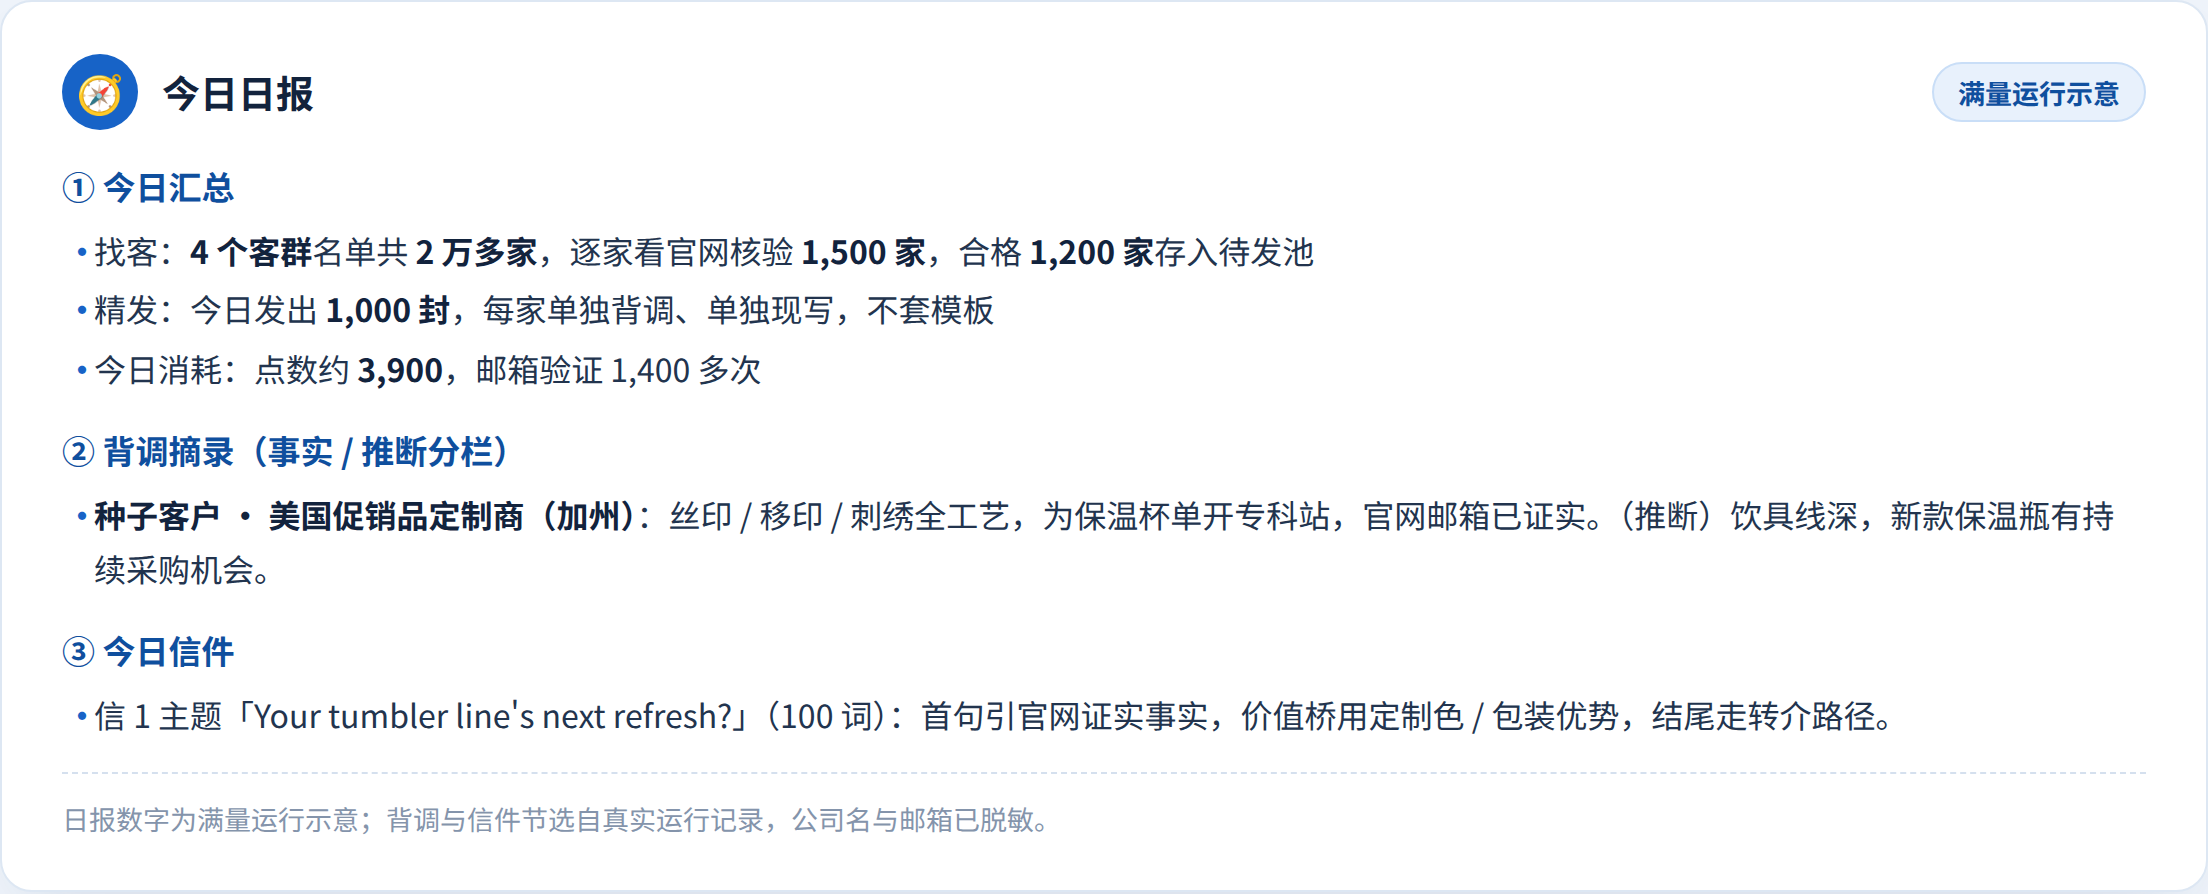 今日日报
满量运行示意
① 今日汇总
• 找客：4 个客群名单共 2 万多家，逐家看官网核验 1,500 家，合格 1,200 家存入待发池
• 精发：今日发出 1,000 封，每家单独背调、单独现写，不套模板
• 今日消耗：点数约 3,900，邮箱验证 1,400 多次
② 背调摘录（事实 / 推断分栏）
• 种子客户 · 美国促销品定制商（加州）：丝印 / 移印 / 刺绣全工艺，为保温杯单开专科站，官网邮箱已证实。（推断）饮具线深，新款保温瓶有持
续采购机会。
③ 今日信件
• 信 1 主题「Your tumbler line's next refresh?」（100 词）：首句引官网证实事实，价值桥用定制色 / 包装优势，结尾走转介路径。
日报数字为满量运行示意；背调与信件节选自真实运行记录，公司名与邮箱已脱敏。